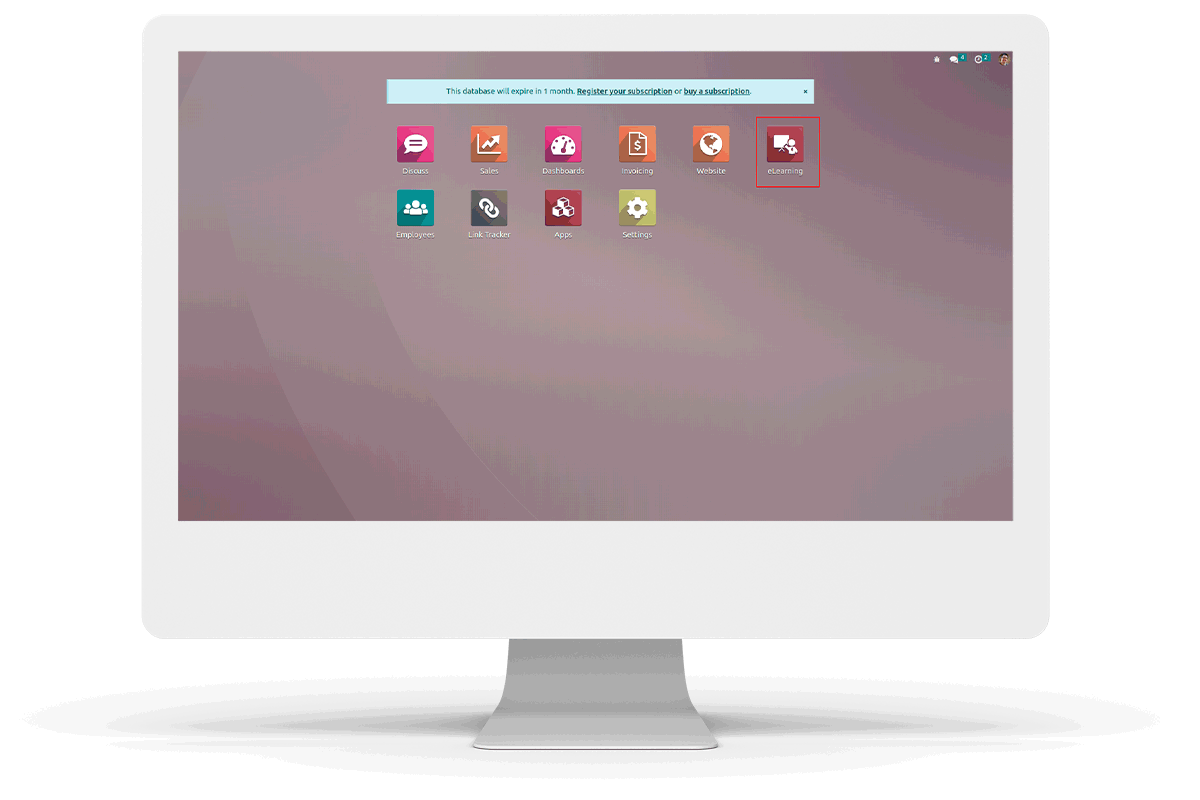 4 2
This database will expire in 1 month. Register your subscription or buy a subscription. ×
Discuss Sales Dashboards Invoicing Website eLearning
Employees Link Tracker Apps Settings